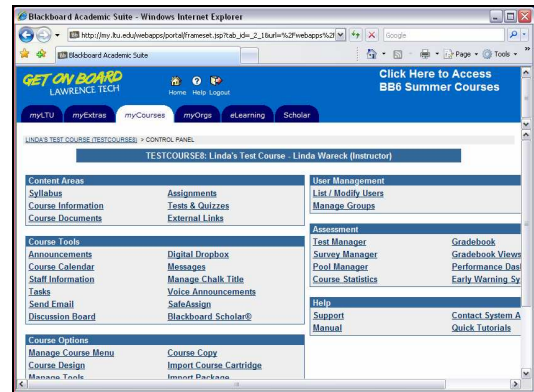 Blackboard Academic Suite - Windows Internet Explorer
http://my.ltu.edu/webapps/portal/frameset.jsp?tab_id=_2_1&url=%2Fwebapps%2f
Google
Blackboard Academic Suite
Page
Tools
GET ON BOARD
LAWRENCE TECH
Home Help Logout
Click Here to Access
BB6 Summer Courses
myLTU myExtras myCourses myOrgs eLearning Scholar
LINDA'S TEST COURSE (TESTCOURSE8) > CONTROL PANEL
TESTCOURSE8: Linda's Test Course - Linda Wareck (Instructor)
Content Areas
Syllabus Assignments
Course Information Tests & Quizzes
Course Documents External Links
User Management
List / Modify Users
Manage Groups
Course Tools
Announcements Digital Dropbox
Course Calendar Messages
Staff Information Manage Chalk Title
Tasks Voice Announcements
Send Email SafeAssign
Discussion Board Blackboard Scholar®
Assessment
Test Manager Gradebook
Survey Manager Gradebook Views
Pool Manager Performance Das
Course Statistics Early Warning Sy
Help
Support Contact System A
Manual Quick Tutorials
Course Options
Manage Course Menu Course Copy
Course Design Import Course Cartridge
Manage Tools Import Package